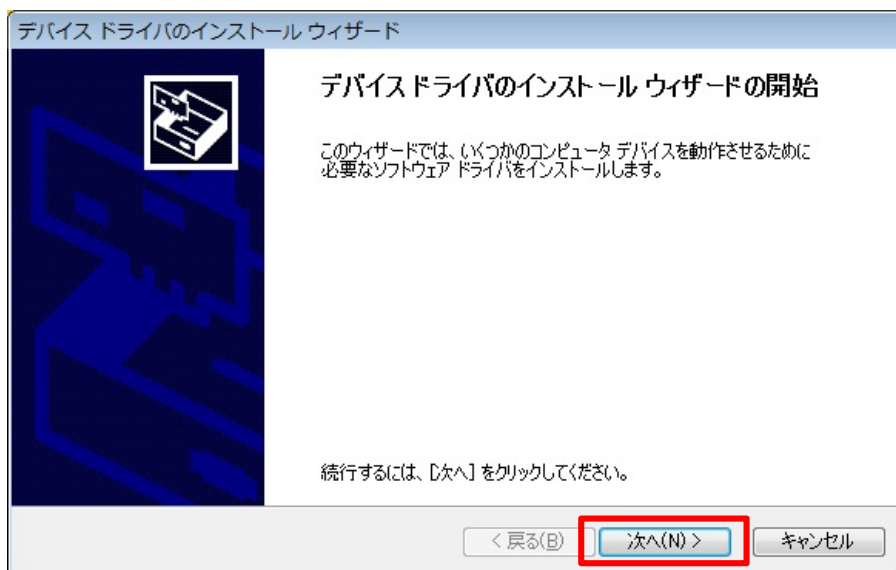 デバイス ドライバのインストール ウィザード
デバイス ドライバのインストール ウィザードの開始
このウィザードでは、いくつかのコンピュータ デバイスを動作させるために
必要なソフトウェア ドライバをインストールします。
続行するには、[次へ] をクリックしてください。
< 戻る(B)
次へ(N) >
キャンセル